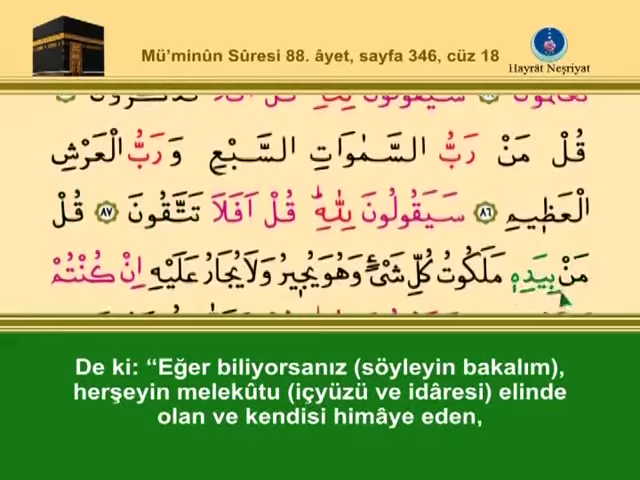 Mü’minûn Sûresi 88. âyet, sayfa 346, cüz 18
Hayrât Neşriyat
قُلْ مَنْ رَبُّ السَّمٰوَاتِ السَّبْعِ وَرَبُّ الْعَرْشِ
الْعَظٖيمِ ﴿٨٦﴾ سَيَقُولُونَ لِلّٰهِۜ قُلْ اَفَلَا تَتَّقُونَ ﴿٨٧﴾ قُلْ
مَنْ بِيَدِهٖ مَلَكُوتُ كُلِّ شَىْءٍ وَهُوَ يُجٖيرُ وَلَا يُجَارُ عَلَيْهِ اِنْ كُنْتُمْ
De ki: “Eğer biliyorsanız (söyleyin bakalım),
herşeyin melekûtu (içyüzü ve idâresi) elinde
olan ve kendisi himâye eden,